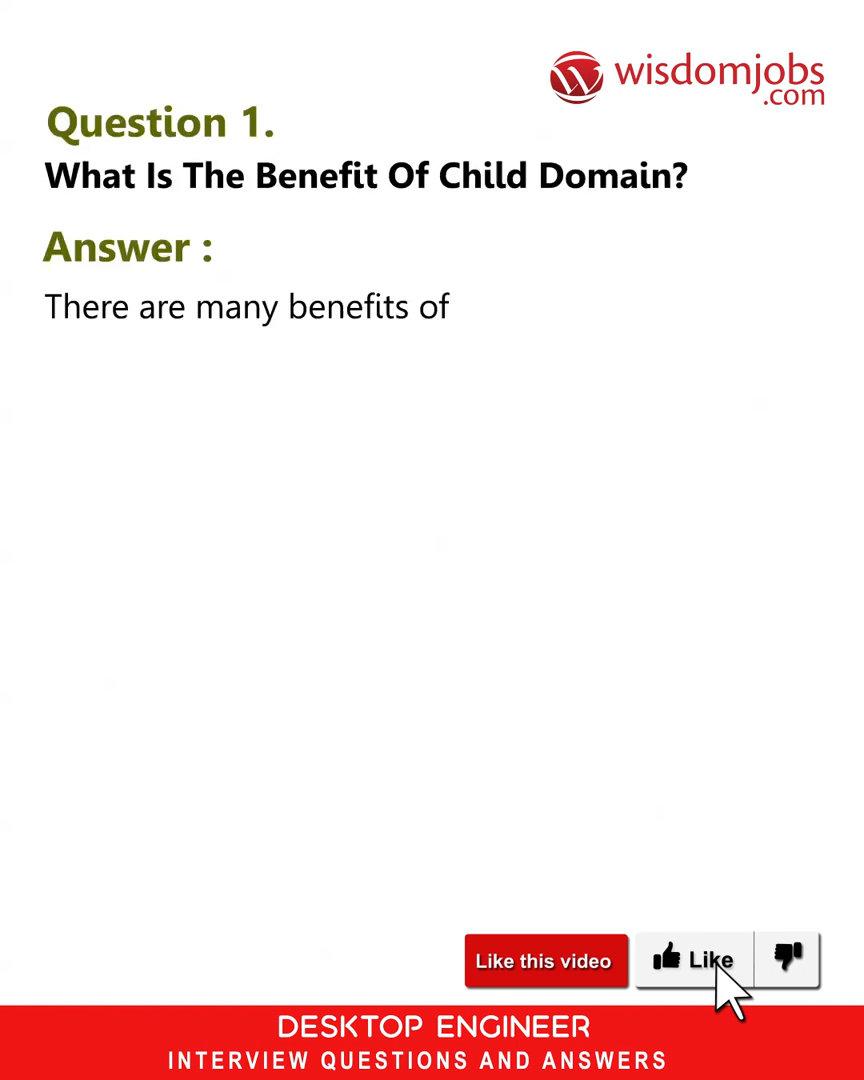 wisdomjobs
.com
Question 1.
What Is The Benefit Of Child Domain?
Answer :
There are many benefits of
Like this video
Like
DESKTOP ENGINEER
INTERVIEW QUESTIONS AND ANSWERS